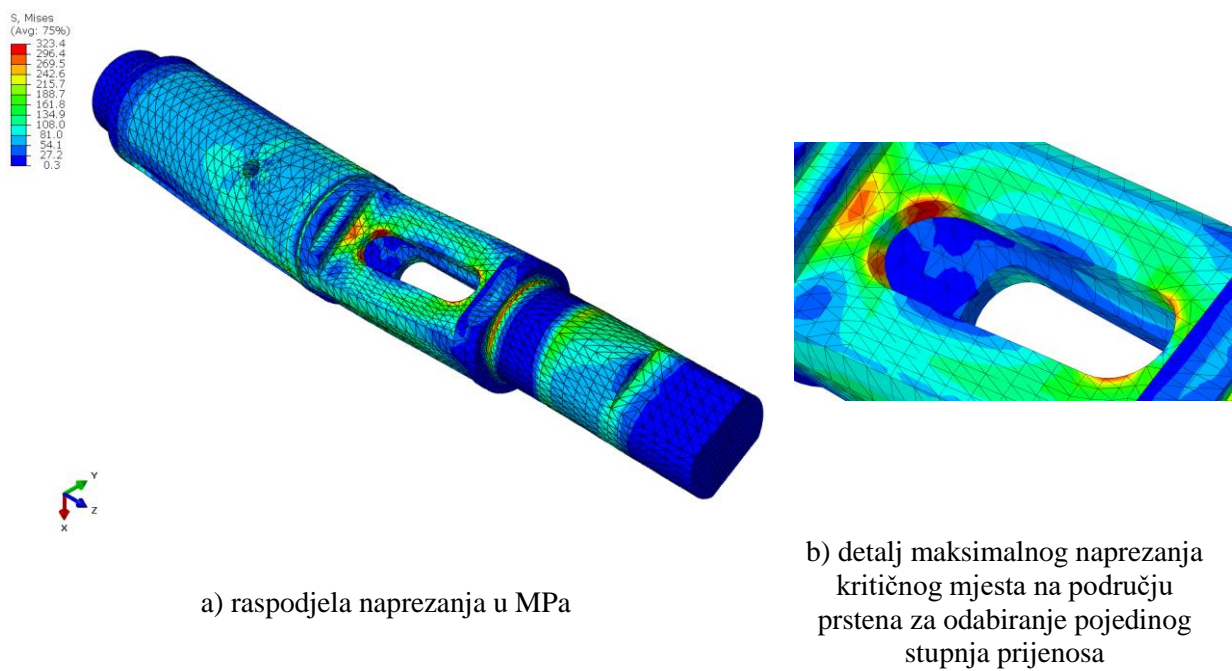 S, Mises
(Avg: 75%)
323.4
296.4
269.5
242.6
215.7
188.7
161.8
134.9
108.0
81.0
54.1
27.2
0.3
Y
Z
X
a) raspodjela naprezanja u MPa
b) detalj maksimalnog naprezanja
kritičnog mjesta na području
prstena za odabiranje pojedinog
stupnja prijenosa